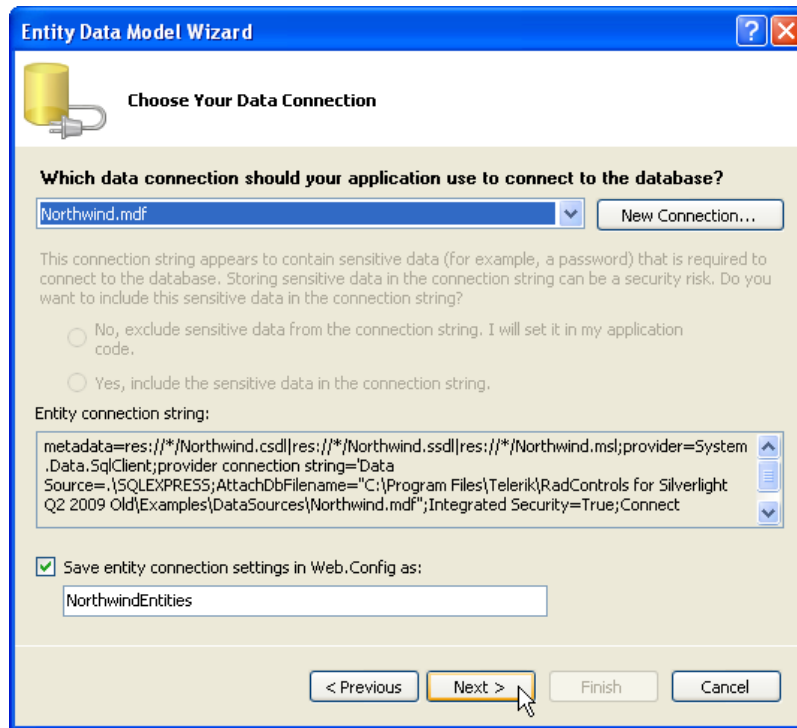 Entity Data Model Wizard
Choose Your Data Connection
Which data connection should your application use to connect to the database?
Northwind.mdf
New Connection...
This connection string appears to contain sensitive data (for example, a password) that is required to
connect to the database. Storing sensitive data in the connection string can be a security risk. Do you
want to include this sensitive data in the connection string?
No, exclude sensitive data from the connection string. I will set it in my application
code.
Yes, include the sensitive data in the connection string.
Entity connection string:
metadata=res://*/Northwind.csdl|res://*/Northwind.ssdl|res://*/Northwind.msl;provider=System
.Data.SqlClient;provider connection string='Data
Source=.\SQLEXPRESS;AttachDbFilename="C:\Program Files\Telerik\RadControls for Silverlight
Q2 2009 Old\Examples\DataSources\Northwind.mdf";Integrated Security=True;Connect
Save entity connection settings in Web.Config as:
NorthwindEntities
< Previous
Next >
Finish
Cancel